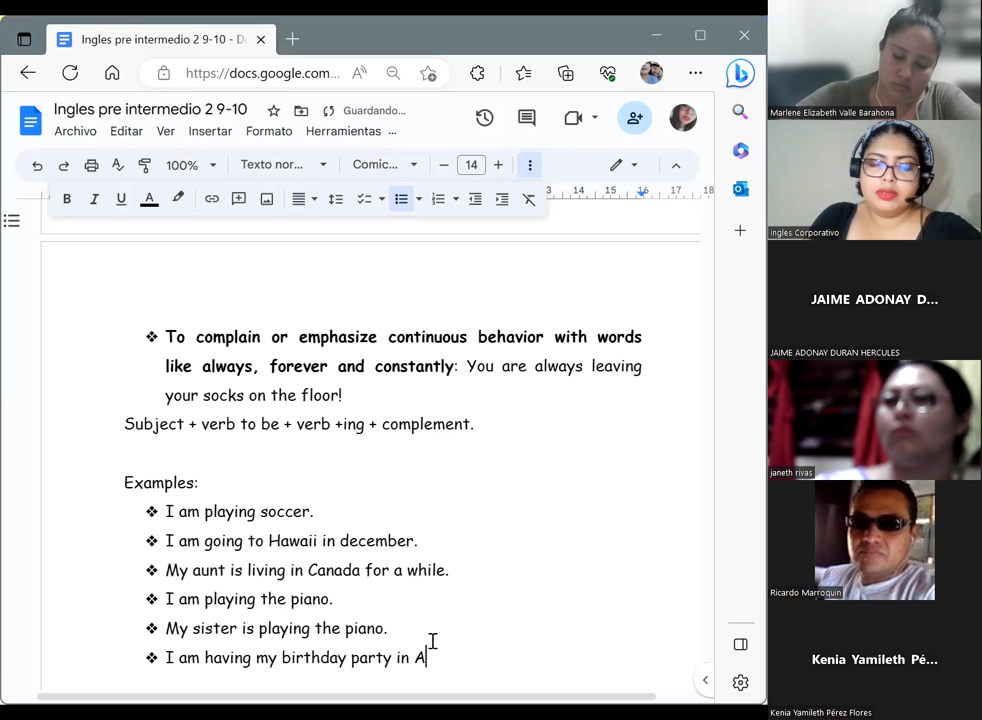 Ingles pre intermedio 2 9-10 - D
https://docs.google.com...
Ingles pre intermedio 2 9-10
Guardando...
Archivo Editar Ver Insertar Formato Herramientas ...
100% Texto nor... Comic... 14
13 14 15 16 17 18
❖ To complain or emphasize continuous behavior with words
like always, forever and constantly: You are always leaving
your socks on the floor!
Subject + verb to be + verb +ing + complement.
Examples:
❖ I am playing soccer.
❖ I am going to Hawaii in december.
❖ My aunt is living in Canada for a while.
❖ I am playing the piano.
❖ My sister is playing the piano.
❖ I am having my birthday party in A
Marlene Elizabeth Valle Barahona
Ingles Corporativo
JAIME ADONAY D...
JAIME ADONAY DURAN HERCULES
janeth rivas
Ricardo Marroquin
Kenia Yamileth Pé...
Kenia Yamileth Pérez Flores